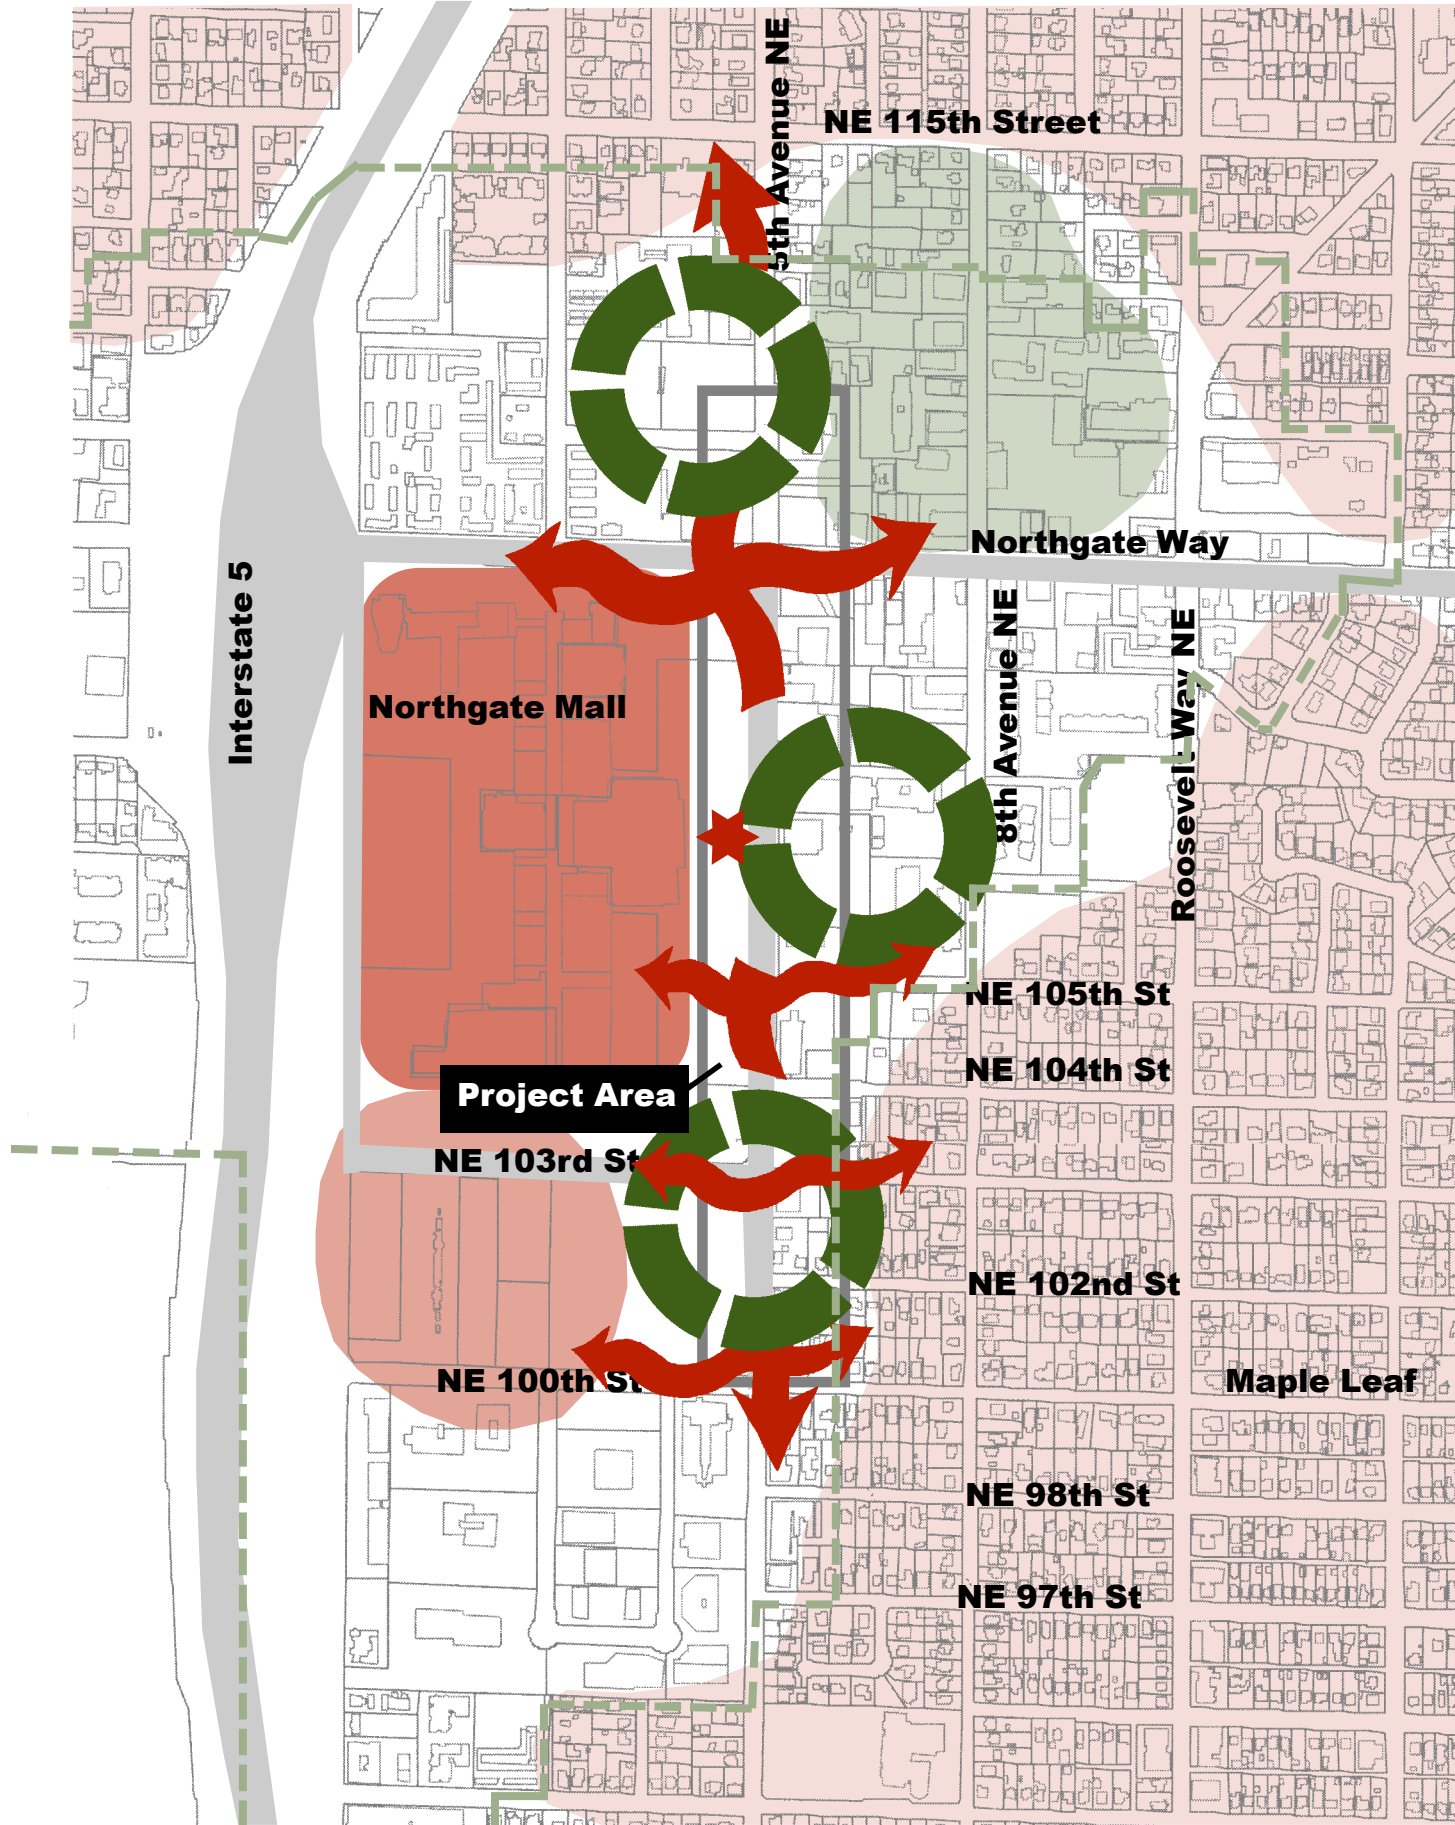 5th Avenue NE
NE 115th Street
Northgate Way
Interstate 5
8th Avenue NE
Roosevelt Way NE
Northgate Mall
NE 105th St
NE 104th St
Project Area
NE 103rd St
NE 102nd St
NE 100th St
Maple Leaf
NE 98th St
NE 97th St